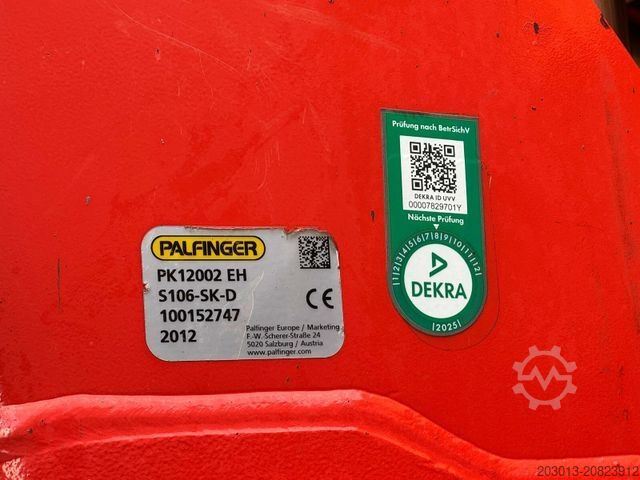 PALFINGER
PK12002 EH
S106-SK-D
100152747
2012
CE
Palfinger Europe / Marketing
F.-W. Scherer-Straße 24
5020 Salzburg / Austria
www.palfinger.com
Prüfung nach BetrSichV
DEKRA ID UVV
00007829701Y
Nächste Prüfung
|1|2|3|4|5|6|7|8|9|10|11|12|
DEKRA
|2025|
203013-20823912